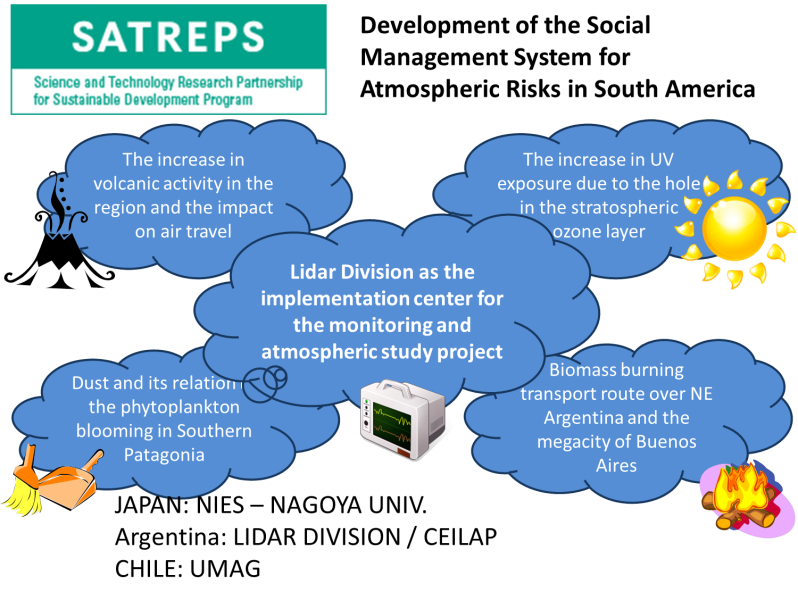 SATREPS
Science and Technology Research Partnership
for Sustainable Development Program
Development of the Social
Management System for
Atmospheric Risks in South America
The increase in
volcanic activity in the
region and the impact
on air travel
The increase in UV
exposure due to the hole
in the stratospheric
ozone layer
Lidar Division as the
implementation center for
the monitoring and
atmospheric study project
Dust and its relation
the phytoplankton
blooming in Southern
Patagonia
Biomass burning
transport route over NE
Argentina and the
megacity of Buenos
Aires
JAPAN: NIES – NAGOYA UNIV.
Argentina: LIDAR DIVISION / CEILAP
CHILE: UMAG